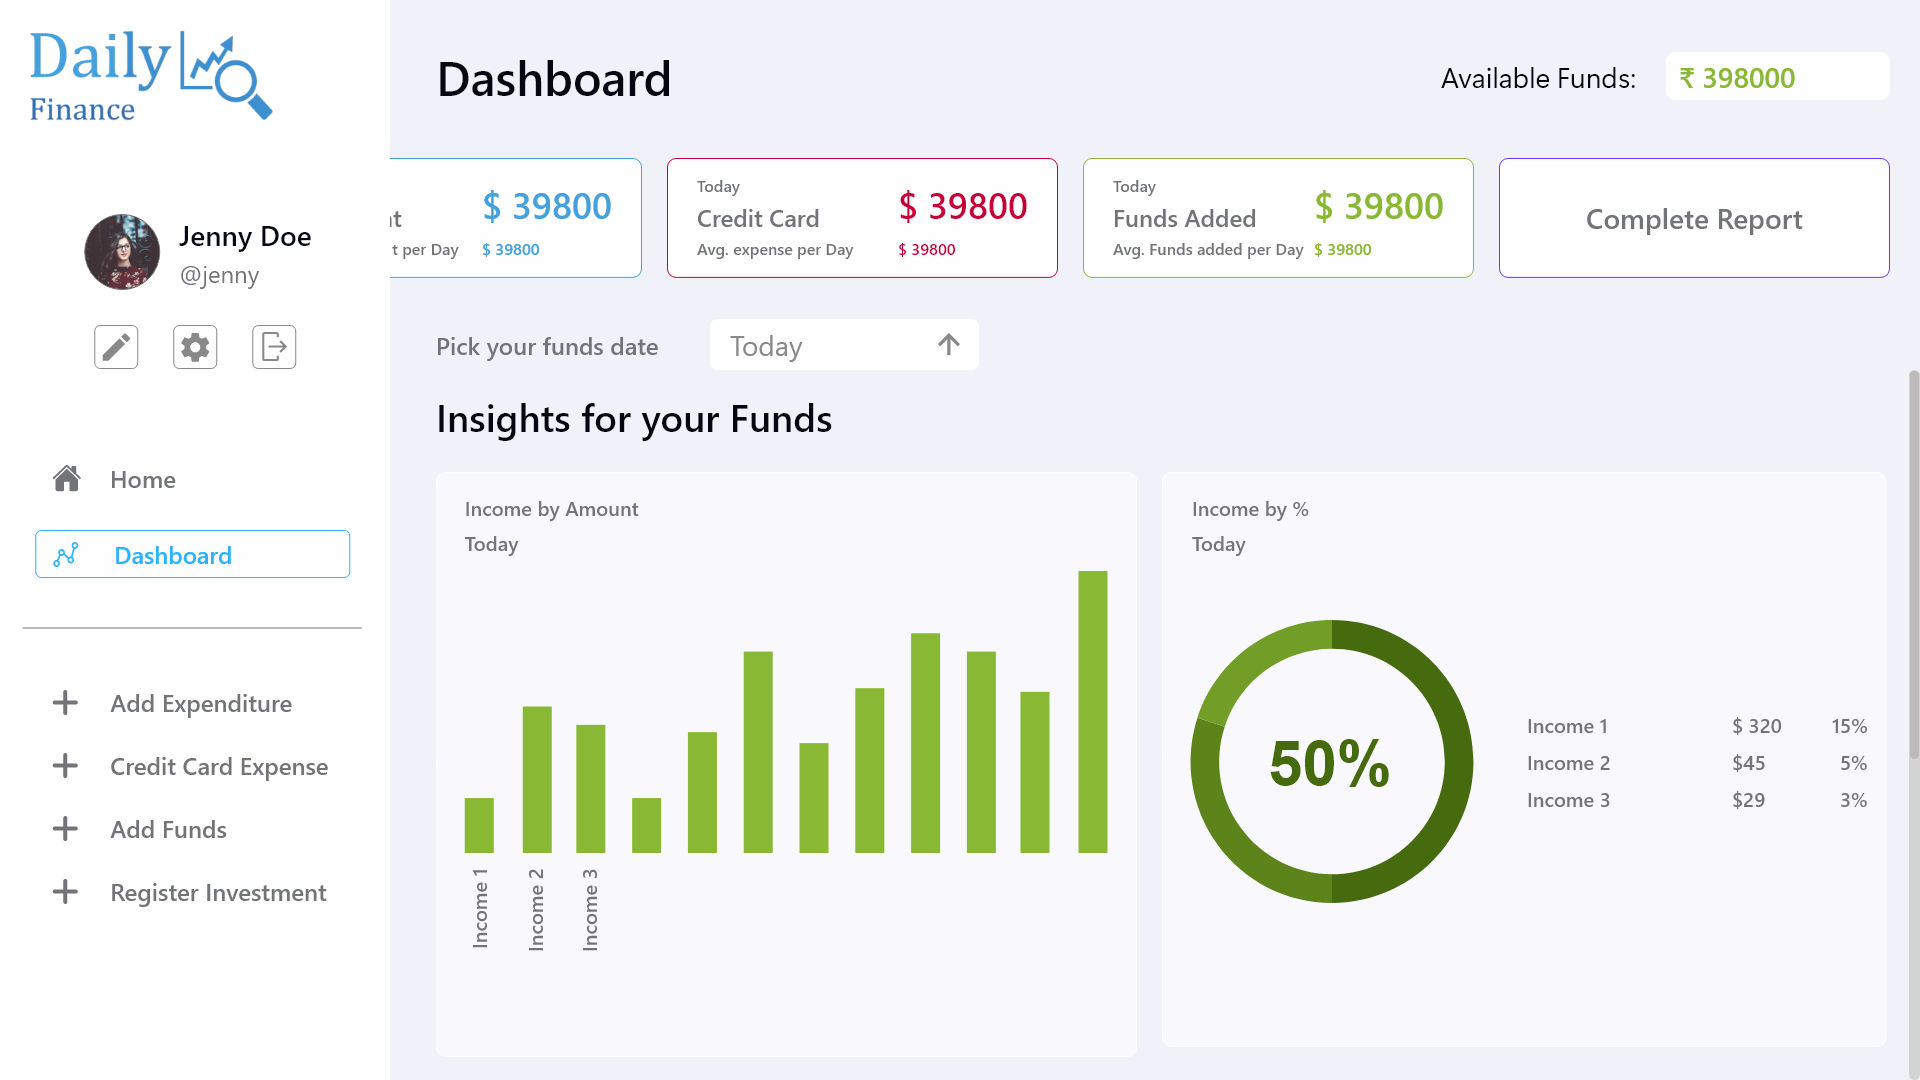 Daily
Finance
Jenny Doe
@jenny
Home
Dashboard
Add Expenditure
Credit Card Expense
Add Funds
Register Investment
Dashboard
Available Funds: ₹ 398000
$ 39800
t per Day $ 39800
Today
Credit Card $ 39800
Avg. expense per Day $ 39800
Today
Funds Added $ 39800
Avg. Funds added per Day $ 39800
Complete Report
Pick your funds date Today
Insights for your Funds
Income by Amount
Today
Income 1
Income 2
Income 3
Income by %
Today
50%
Income 1 $ 320 15%
Income 2 $45 5%
Income 3 $29 3%